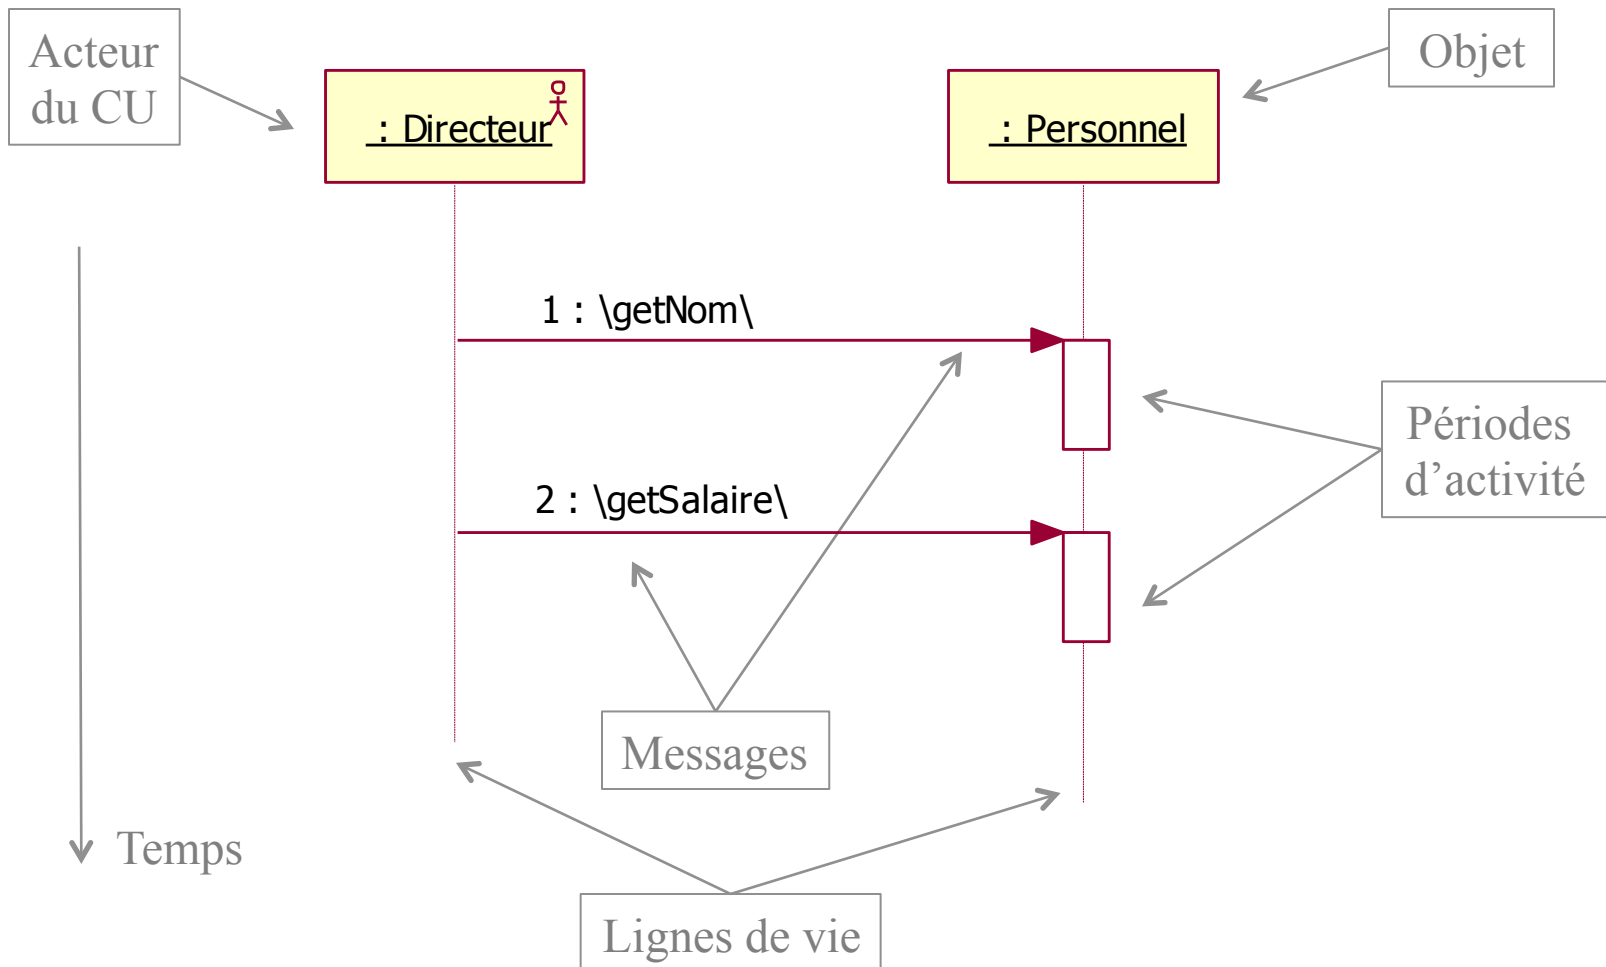 Acteur
du CU
: Directeur
: Personnel
Objet
1 : \getNom\
Périodes
d’activité
2 : \getSalaire\
Messages
Temps
Lignes de vie